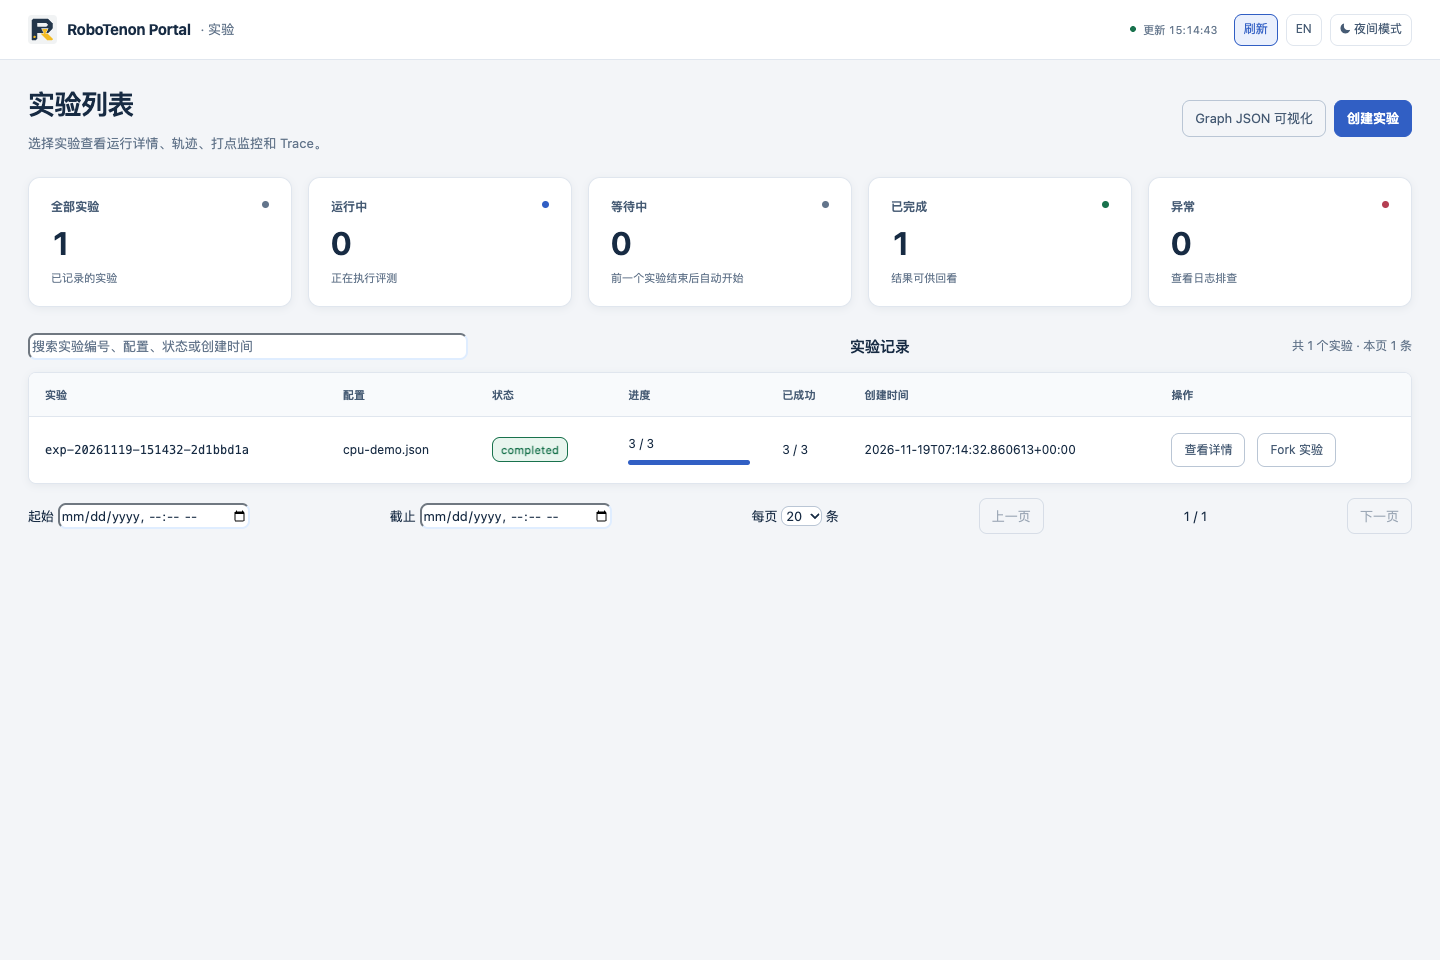 RoboTenon Portal · 实验
更新 15:14:43 刷新 EN 夜间模式
实验列表
选择实验查看运行详情、轨迹、打点监控和 Trace。
Graph JSON 可视化 创建实验
全部实验 运行中 等待中 已完成 异常
1 0 0 1 0
已记录的实验 正在执行评测 前一个实验结束后自动开始 结果可供回看 查看日志排查
搜索实验编号、配置、状态或创建时间 实验记录 共 1 个实验 · 本页 1 条
实验 配置 状态 进度 已成功 创建时间 操作
exp-20261119-151432-2d1bbd1a cpu-demo.json completed 3 / 3 3 / 3 2026-11-19T07:14:32.860613+00:00 查看详情 Fork 实验
起始 mm/dd/yyyy, --:-- -- 截止 mm/dd/yyyy, --:-- -- 每页 20 条 上一页 1 / 1 下一页